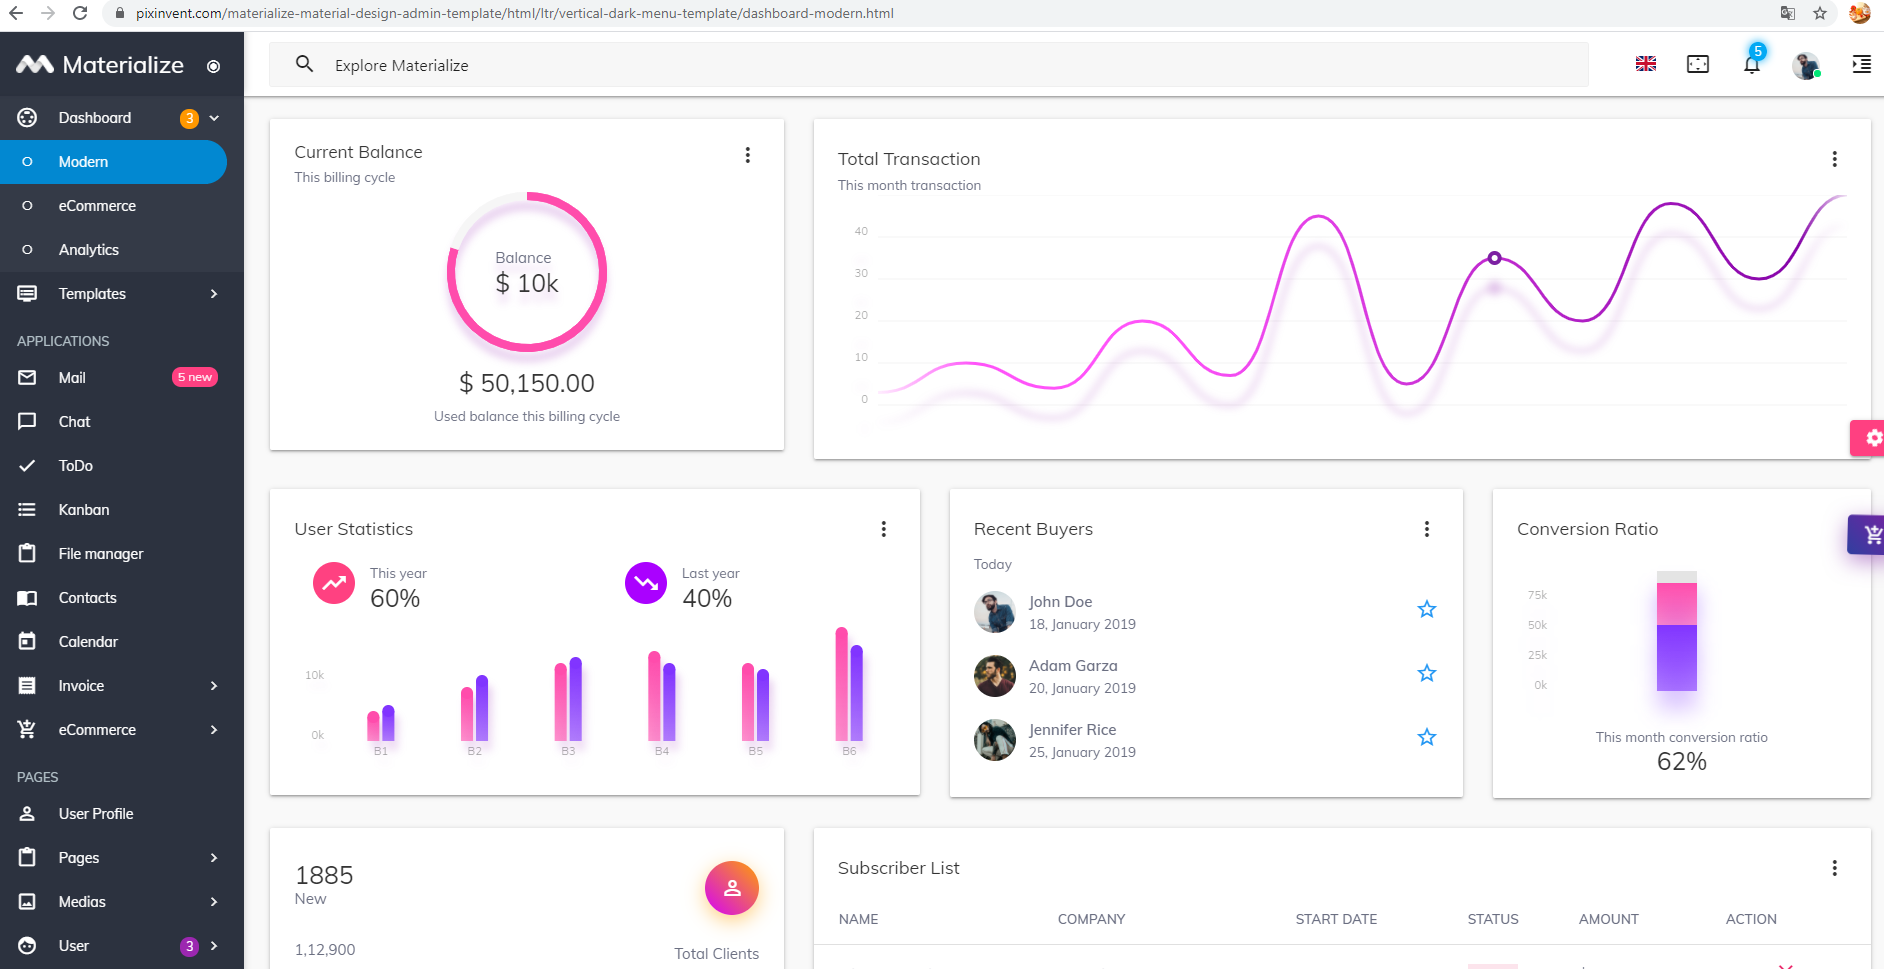 pixinvent.com/materialize-material-design-admin-template/html/ltr/vertical-dark-menu-template/dashboard-modern.html
Materialize
Explore Materialize
5
Dashboard 3
Modern
eCommerce
Analytics
Templates
APPLICATIONS
Mail 5 new
Chat
ToDo
Kanban
File manager
Contacts
Calendar
Invoice
eCommerce
PAGES
User Profile
Pages
Medias
User 3
Current Balance
This billing cycle
Balance
$ 10k
$ 50,150.00
Used balance this billing cycle
Total Transaction
This month transaction
40
30
20
10
0
User Statistics
This year
60%
Last year
40%
10k
0k
B1 B2 B3 B4 B5 B6
Recent Buyers
Today
John Doe
18, January 2019
Adam Garza
20, January 2019
Jennifer Rice
25, January 2019
Conversion Ratio
75k
50k
25k
0k
This month conversion ratio
62%
1885
New
1,12,900
Total Clients
Subscriber List
NAME COMPANY START DATE STATUS AMOUNT ACTION